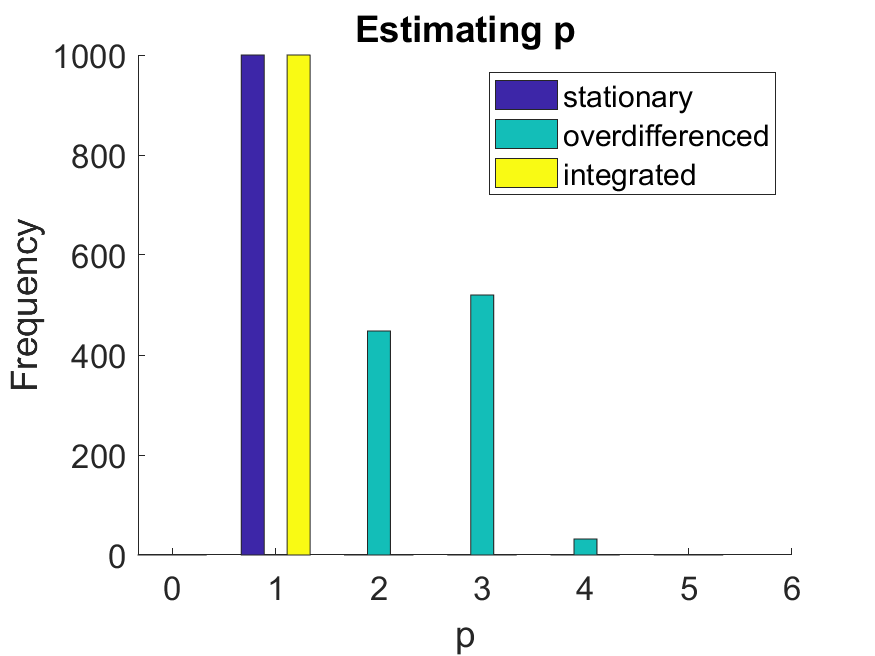 Estimating p
1000
800
600
400
200
0
Frequency
stationary
overdifferenced
integrated
0 1 2 3 4 5 6
p